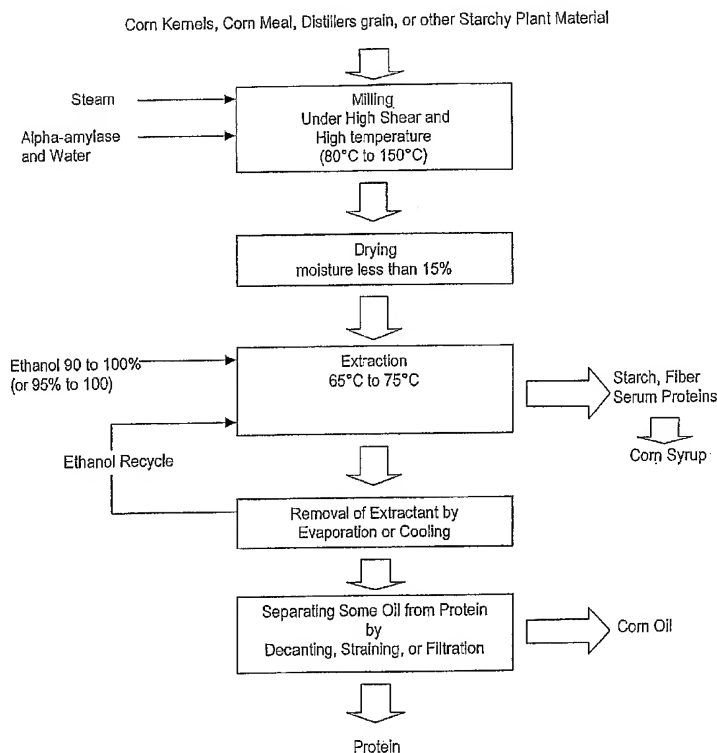 Corn Kernels, Corn Meal, Distillers grain, or other Starchy Plant Material
Steam
Alpha-amylase
and Water
Milling
Under High Shear and
High temperature
(80°C to 150°C)
Drying
moisture less than 15%
Ethanol 90 to 100%
(or 95% to 100)
Extraction
65°C to 75°C
Starch, Fiber
Serum Proteins
Corn Syrup
Ethanol Recycle
Removal of Extractant by
Evaporation or Cooling
Separating Some Oil from Protein
by
Decanting, Straining, or Filtration
Corn Oil
Protein